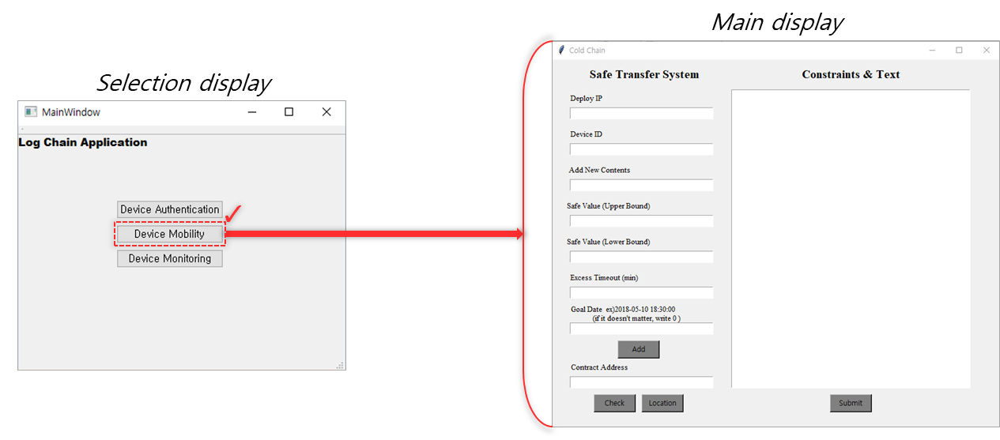 Selection display
MainWindow
Log Chain Application
Device Authentication
Device Mobility
Device Monitoring
Main display
Cold Chain
Safe Transfer System
Deploy IP
Device ID
Add New Contents
Safe Value (Upper Bound)
Safe Value (Lower Bound)
Excess Timeout (min)
Goal Date ex)2018-05-10 18:30:00
(if it doesn't matter, write 0 )
Add
Contract Address
Check
Location
Constraints & Text
Submit